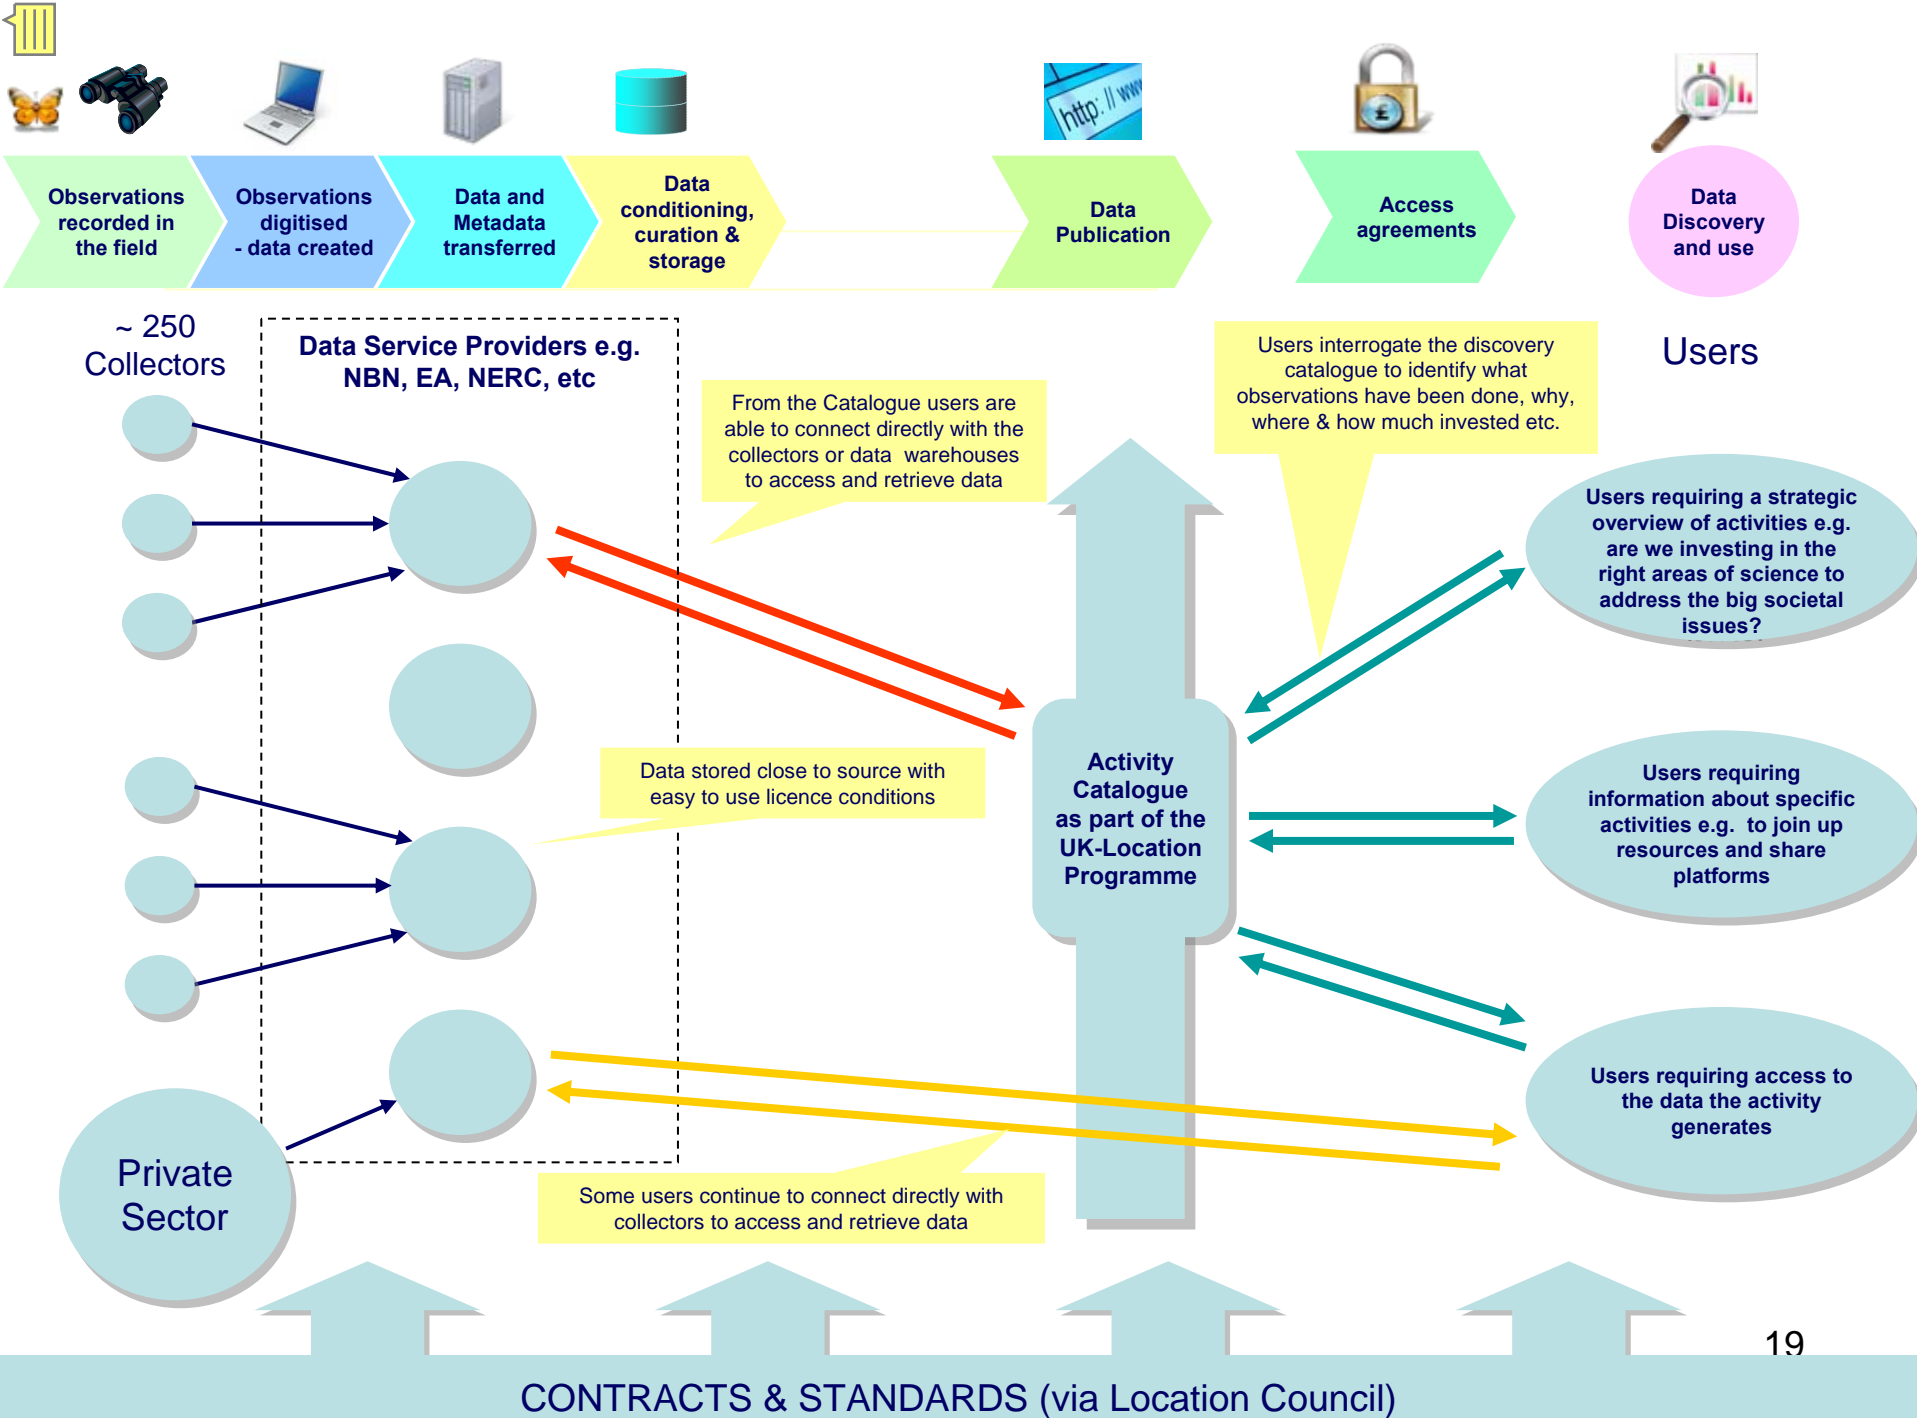 http: // www
Observations
recorded in
the field
Observations
digitised
- data created
Data and
Metadata
transferred
Data
conditioning,
curation &
storage
Data
Publication
£
Access
agreements
Data
Discovery
and use
~ 250
Collectors
Data Service Providers e.g.
NBN, EA, NERC, etc
From the Catalogue users are
able to connect directly with the
collectors or data warehouses
to access and retrieve data
Users interrogate the discovery
catalogue to identify what
observations have been done, why,
where & how much invested etc.
Users
Users requiring a strategic
overview of activities e.g.
are we investing in the
right areas of science to
address the big societal
issues?
Data stored close to source with
easy to use licence conditions
Activity
Catalogue
as part of the
UK-Location
Programme
Users requiring
information about specific
activities e.g. to join up
resources and share
platforms
Users requiring access to
the data the activity
generates
Private
Sector
Some users continue to connect directly with
collectors to access and retrieve data
19
CONTRACTS & STANDARDS (via Location Council)